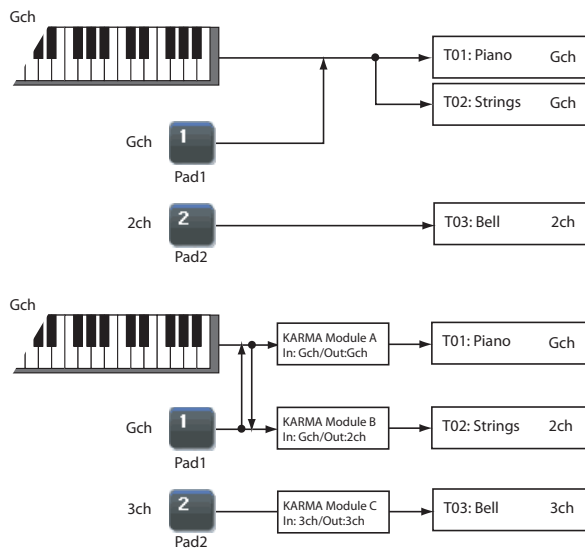 Gch
T01: Piano Gch
T02: Strings Gch
Gch 1
Pad1
2ch 2 T03: Bell 2ch
Pad2
Gch
KARMA Module A
In: Gch/Out:Gch
T01: Piano Gch
Gch 1
Pad1
KARMA Module B
In: Gch/Out:2ch
T02: Strings 2ch
3ch 2
Pad2
KARMA Module C
In: 3ch/Out:3ch
T03: Bell 3ch